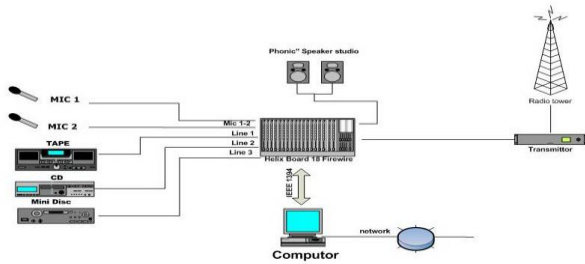 Phonic" Speaker studio
MIC 1
MIC 2
TAPE
CD
Mini Disc
Mic 1-2
Line 1
Line 2
Line 3
Helix Board 18 Firewire
Radio tower
Transmittor
IEEE 1394
network
Computor